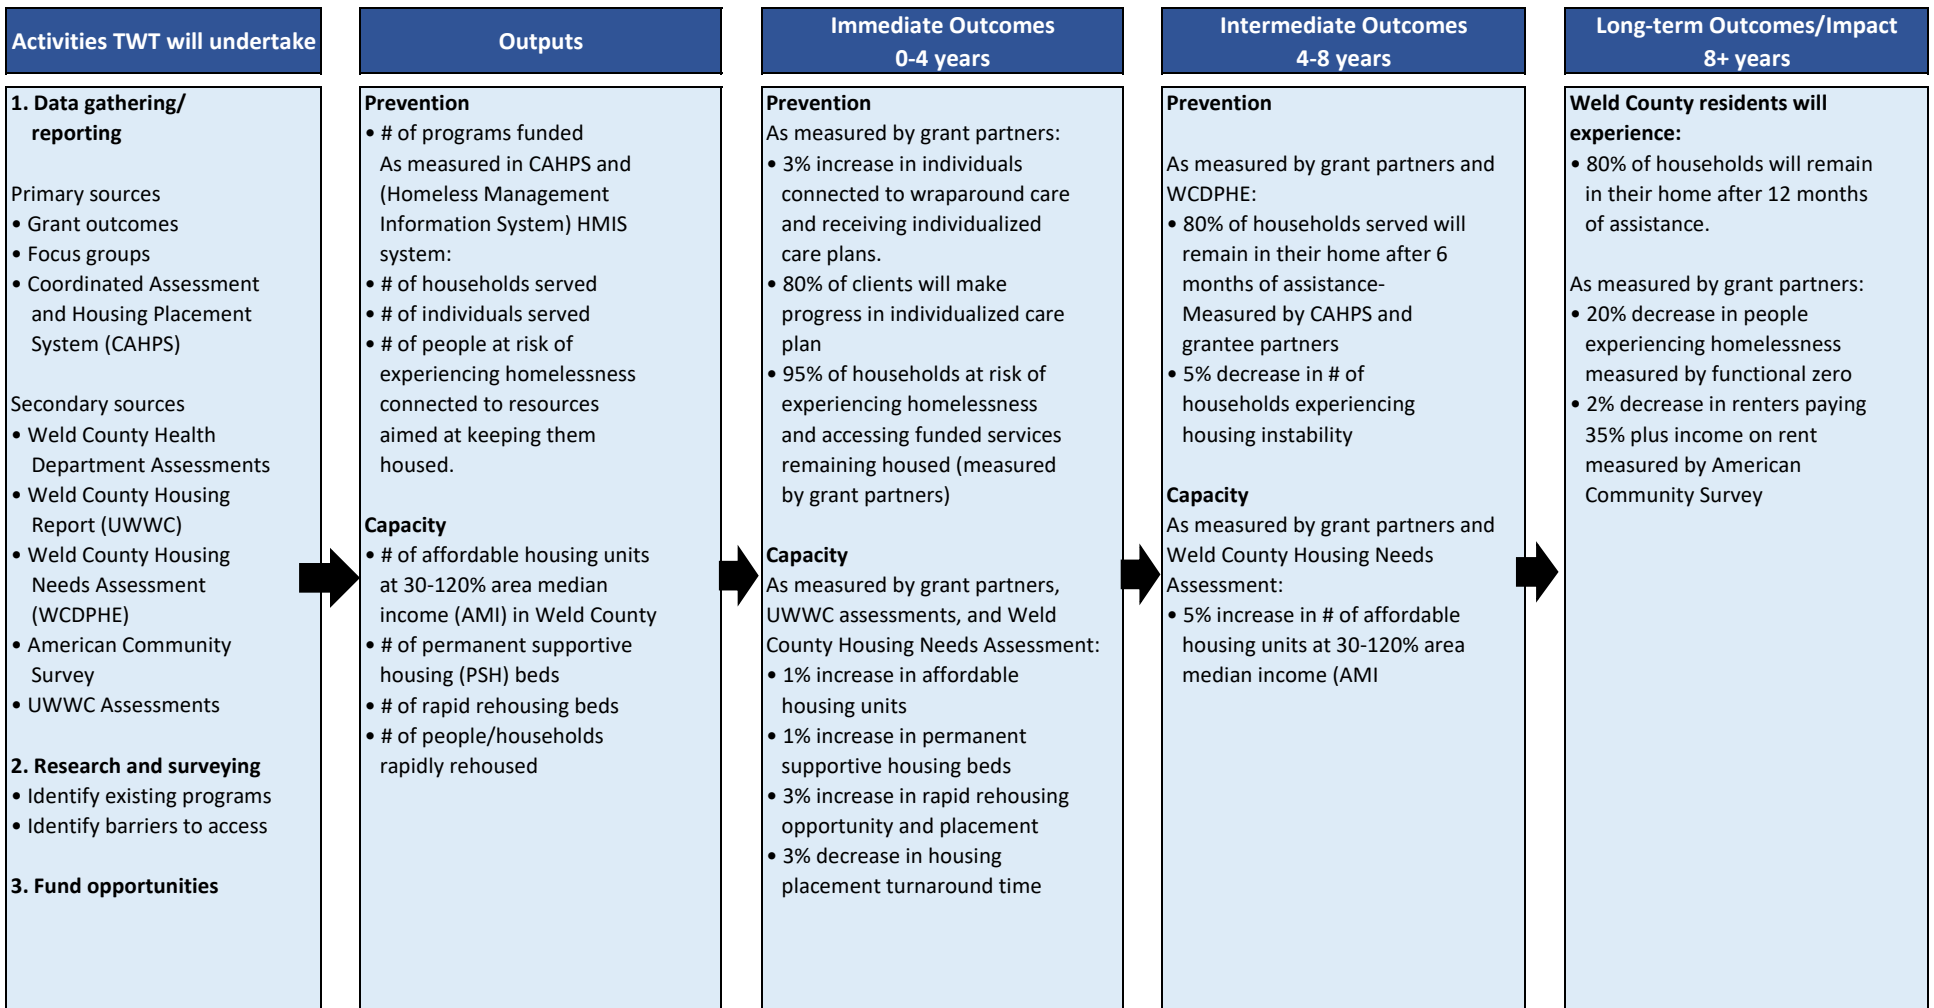 Activities TWT will undertake
1. Data gathering/
reporting
Primary sources
• Grant outcomes
• Focus groups
• Coordinated Assessment
and Housing Placement
System (CAHPS)
Secondary sources
• Weld County Health
Department Assessments
• Weld County Housing
Report (UWWC)
• Weld County Housing
Needs Assessment
(WCDPHE)
• American Community
Survey
• UWWC Assessments
2. Research and surveying
• Identify existing programs
• Identify barriers to access
3. Fund opportunities
Outputs
Prevention
• # of programs funded
As measured in CAHPS and
(Homeless Management
Information System) HMIS
system:
• # of households served
• # of individuals served
• # of people at risk of
experiencing homelessness
connected to resources
aimed at keeping them
housed.
Capacity
• # of affordable housing units
at 30-120% area median
income (AMI) in Weld County
• # of permanent supportive
housing (PSH) beds
• # of rapid rehousing beds
• # of people/households
rapidly rehoused
Immediate Outcomes
0-4 years
Prevention
As measured by grant partners:
• 3% increase in individuals
connected to wraparound care
and receiving individualized
care plans.
• 80% of clients will make
progress in individualized care
plan
• 95% of households at risk of
experiencing homelessness
and accessing funded services
remaining housed (measured
by grant partners)
Capacity
As measured by grant partners,
UWWC assessments, and Weld
County Housing Needs Assessment:
• 1% increase in affordable
housing units
• 1% increase in permanent
supportive housing beds
• 3% increase in rapid rehousing
opportunity and placement
• 3% decrease in housing
placement turnaround time
Intermediate Outcomes
4-8 years
Prevention
As measured by grant partners and
WCDPHE:
• 80% of households served will
remain in their home after 6
months of assistance-
Measured by CAHPS and
grantee partners
• 5% decrease in # of
households experiencing
housing instability
Capacity
As measured by grant partners and
Weld County Housing Needs
Assessment:
• 5% increase in # of affordable
housing units at 30-120% area
median income (AMI
Long-term Outcomes/Impact
8+ years
Weld County residents will
experience:
• 80% of households will remain
in their home after 12 months
of assistance.
As measured by grant partners:
• 20% decrease in people
experiencing homelessness
measured by functional zero
• 2% decrease in renters paying
35% plus income on rent
measured by American
Community Survey